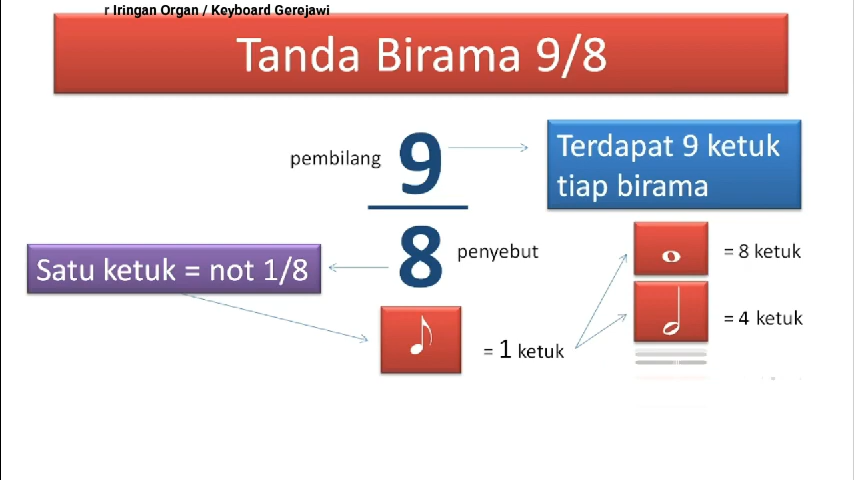 r Iringan Organ / Keyboard Gerejawi
Tanda Birama 9/8
pembilang
9
Terdapat 9 ketuk
tiap birama
8
penyebut
Satu ketuk = not 1/8
= 1 ketuk
= 8 ketuk
= 4 ketuk